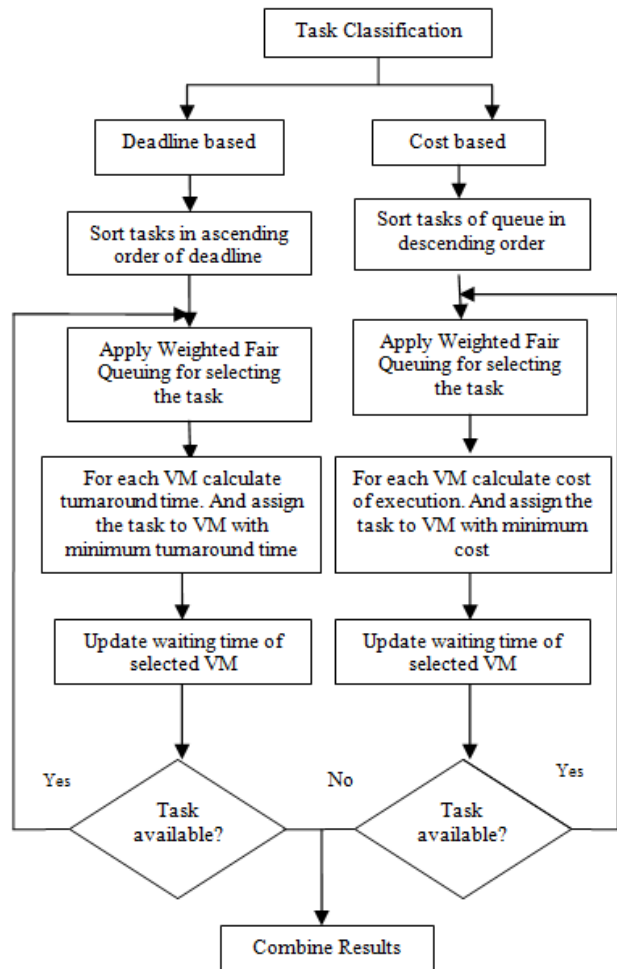 Task Classification
Deadline based
Cost based
Sort tasks in ascending
order of deadline
Sort tasks of queue in
descending order
Apply Weighted Fair
Queuing for selecting
the task
Apply Weighted Fair
Queuing for selecting
the task
For each VM calculate
turnaround time. And assign
the task to VM with
minimum turnaround time
For each VM calculate cost
of execution. And assign the
task to VM with minimum
cost
Update waiting time of
selected VM
Update waiting time of
selected VM
Yes
No
Yes
Task
available?
Task
available?
Combine Results